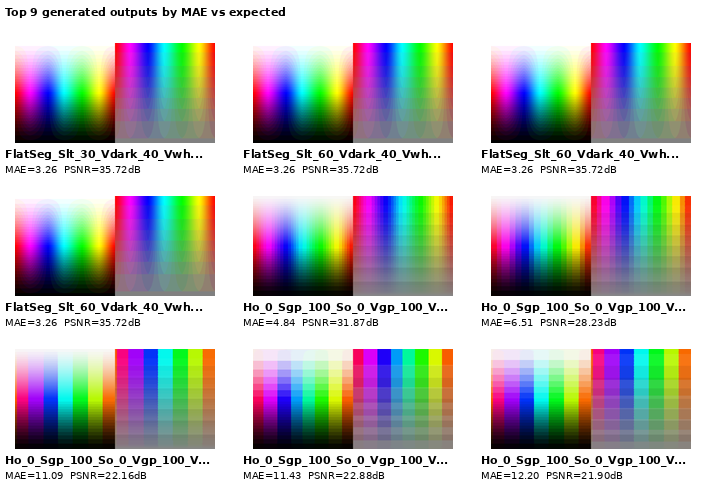 Top 9 generated outputs by MAE vs expected
FlatSeg_Slt_30_Vdark_40_Vwh...
MAE=3.26 PSNR=35.72dB
FlatSeg_Slt_60_Vdark_40_Vwh...
MAE=3.26 PSNR=35.72dB
FlatSeg_Slt_60_Vdark_40_Vwh...
MAE=3.26 PSNR=35.72dB
FlatSeg_Slt_60_Vdark_40_Vwh...
MAE=3.26 PSNR=35.72dB
Ho_0_Sgp_100_So_0_Vgp_100_V...
MAE=4.84 PSNR=31.87dB
Ho_0_Sgp_100_So_0_Vgp_100_V...
MAE=6.51 PSNR=28.23dB
Ho_0_Sgp_100_So_0_Vgp_100_V...
MAE=11.09 PSNR=22.16dB
Ho_0_Sgp_100_So_0_Vgp_100_V...
MAE=11.43 PSNR=22.88dB
Ho_0_Sgp_100_So_0_Vgp_100_V...
MAE=12.20 PSNR=21.90dB